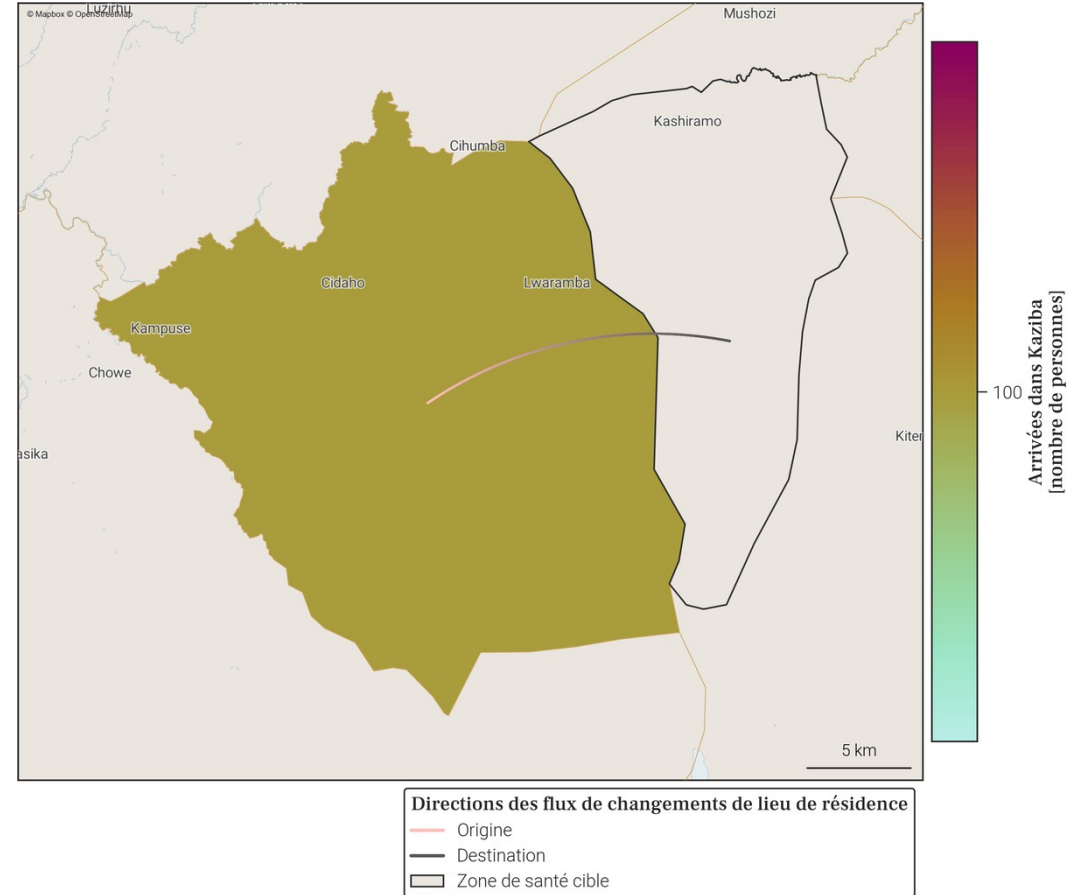 © Mapbox © OpenStreetMap
Luzirhu
Mushozi
Kashiramo
Cihumba
Cidaho
Lwaramba
Kampuse
Chowe
asika
Kiter
5 km
100
Arrivées dans Kaziba
[nombre de personnes]
Directions des flux de changements de lieu de résidence
Origine
Destination
Zone de santé cible